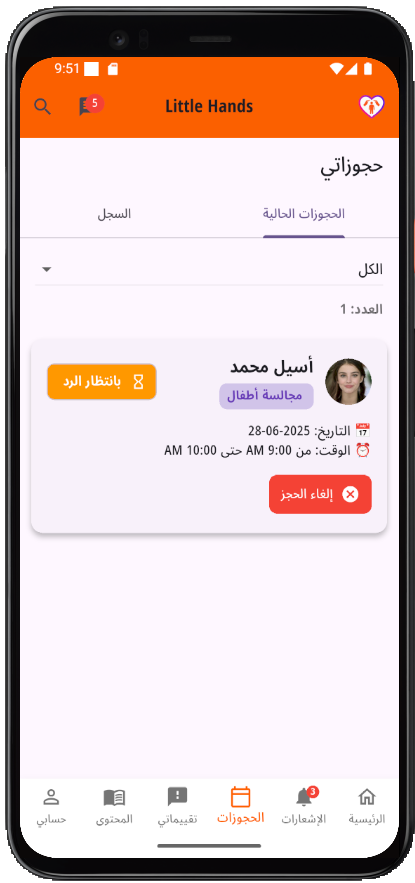 9:51
5
Little Hands
حجوزاتي
الحجوزات الحالية
السجل
الكل
العدد: 1
أسيل محمد
بانتظار الرد
مجالسة أطفال
التاريخ: 2025-06-28
الوقت: من 9:00 AM حتى 10:00 AM
إلغاء الحجز
3
الرئيسية
الإشعارات
الحجوزات
تقييماتي
المحتوى
حسابي